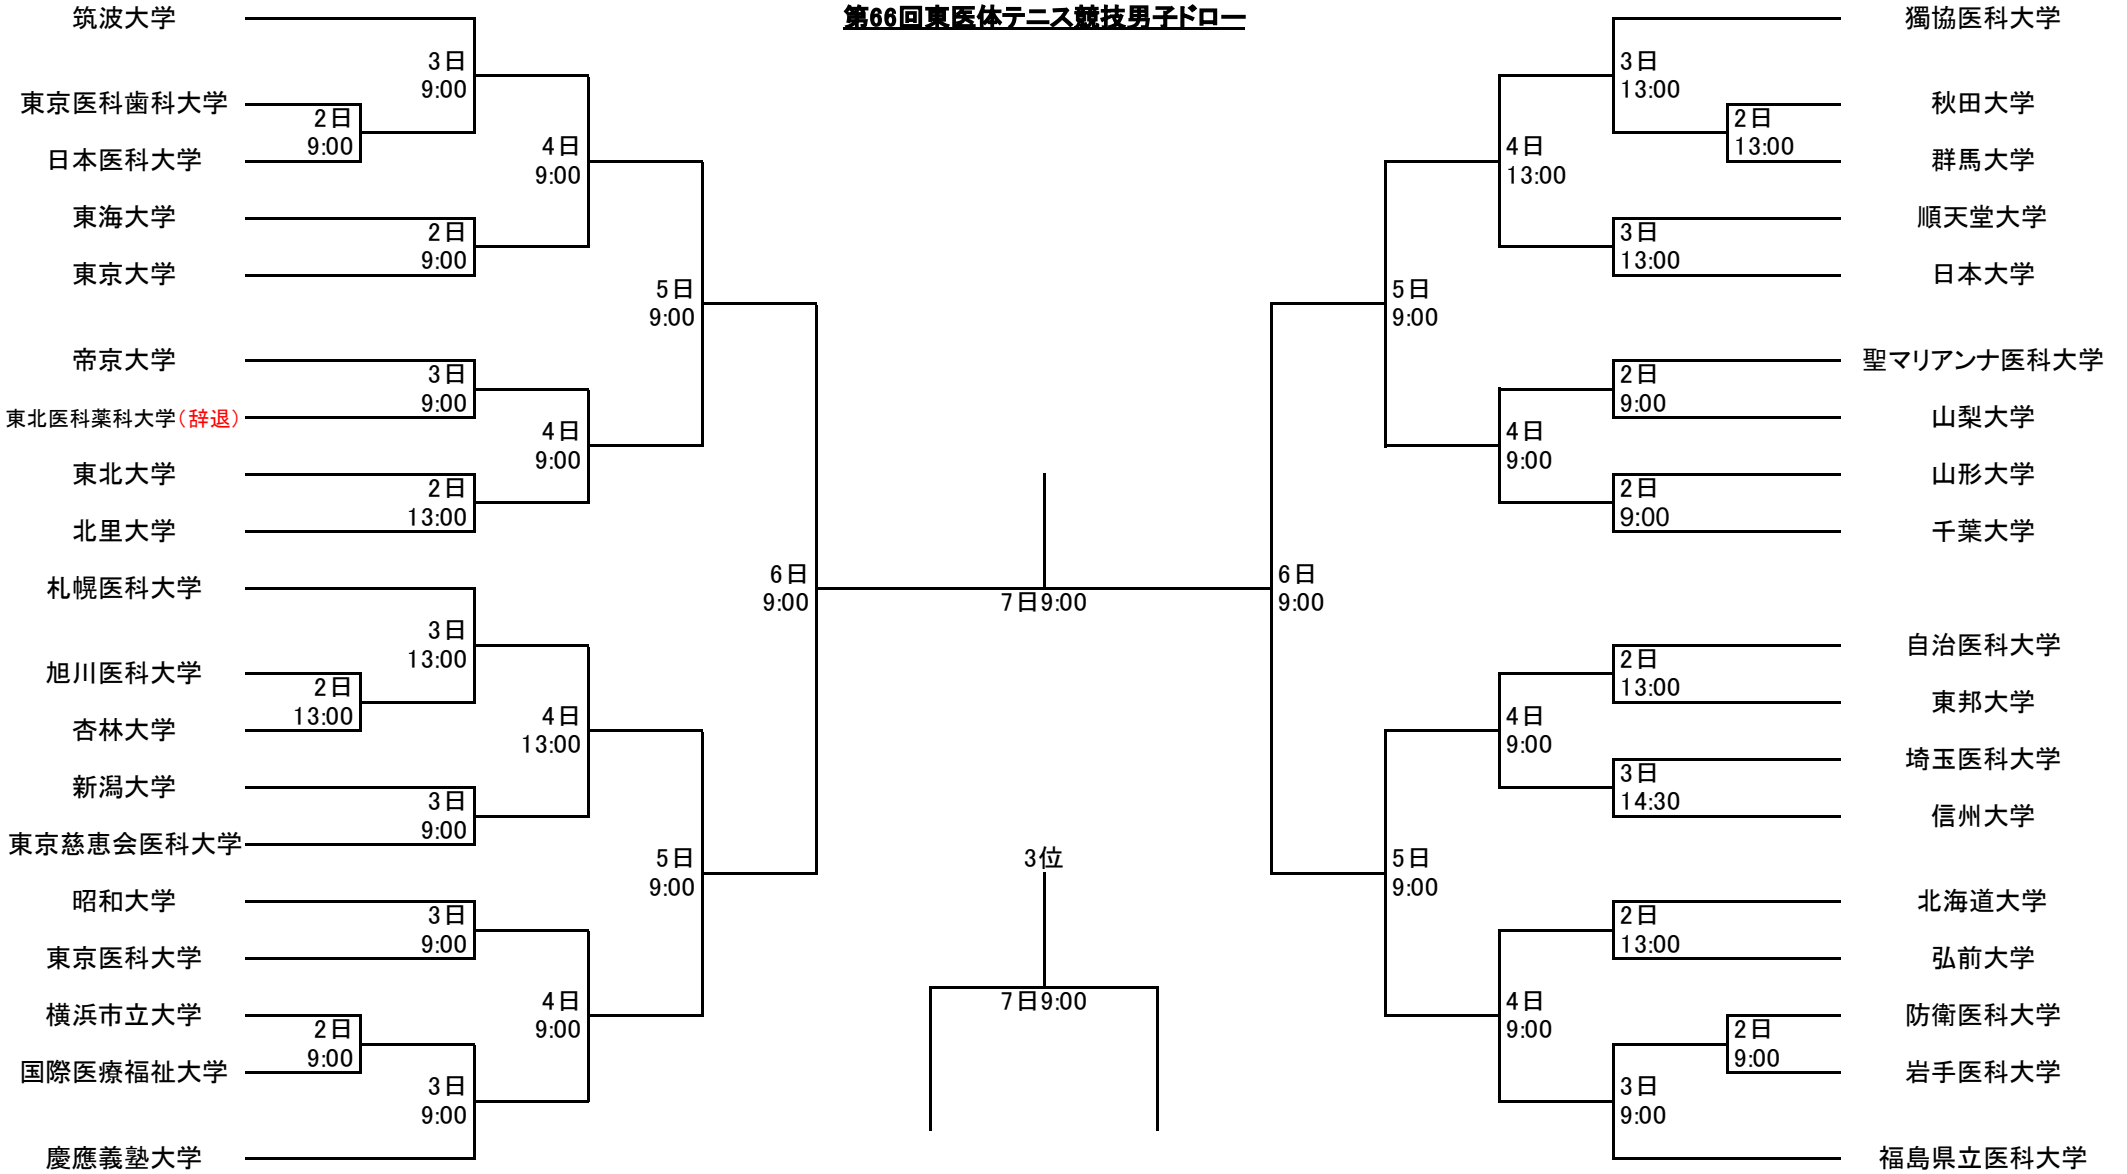 第66回東医体テニス競技男子ドロー
筑波大学
3日
9:00
東京医科歯科大学
2日
9:00
日本医科大学
4日
9:00
東海大学
2日
9:00
東京大学
5日
9:00
帝京大学
3日
9:00
東北医科薬科大学(辞退)
4日
9:00
東北大学
2日
13:00
北里大学
6日
9:00
札幌医科大学
3日
13:00
旭川医科大学
2日
13:00
杏林大学
4日
13:00
新潟大学
3日
9:00
東京慈恵会医科大学
5日
9:00
昭和大学
3日
9:00
東京医科大学
4日
9:00
横浜市立大学
2日
9:00
国際医療福祉大学
3日
9:00
慶應義塾大学
7日9:00
3位
7日9:00
獨協医科大学
3日
13:00
秋田大学
2日
13:00
群馬大学
4日
13:00
順天堂大学
3日
13:00
日本大学
5日
9:00
聖マリアンナ医科大学
2日
9:00
山梨大学
4日
9:00
山形大学
2日
9:00
千葉大学
6日
9:00
自治医科大学
2日
13:00
東邦大学
4日
9:00
埼玉医科大学
3日
14:30
信州大学
5日
9:00
北海道大学
2日
13:00
弘前大学
4日
9:00
防衛医科大学
2日
9:00
岩手医科大学
3日
9:00
福島県立医科大学